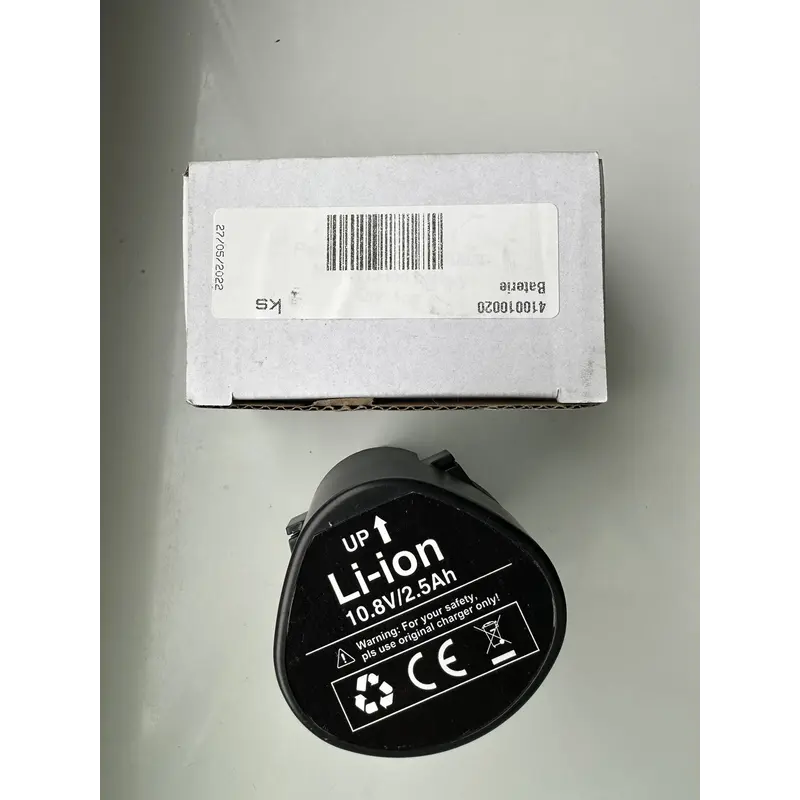 410010020
Baterie
ks
27/05/2022
UP
Li-ion
10.8V/2.5Ah
Warning: For your safety,
pls use original charger only!
CE